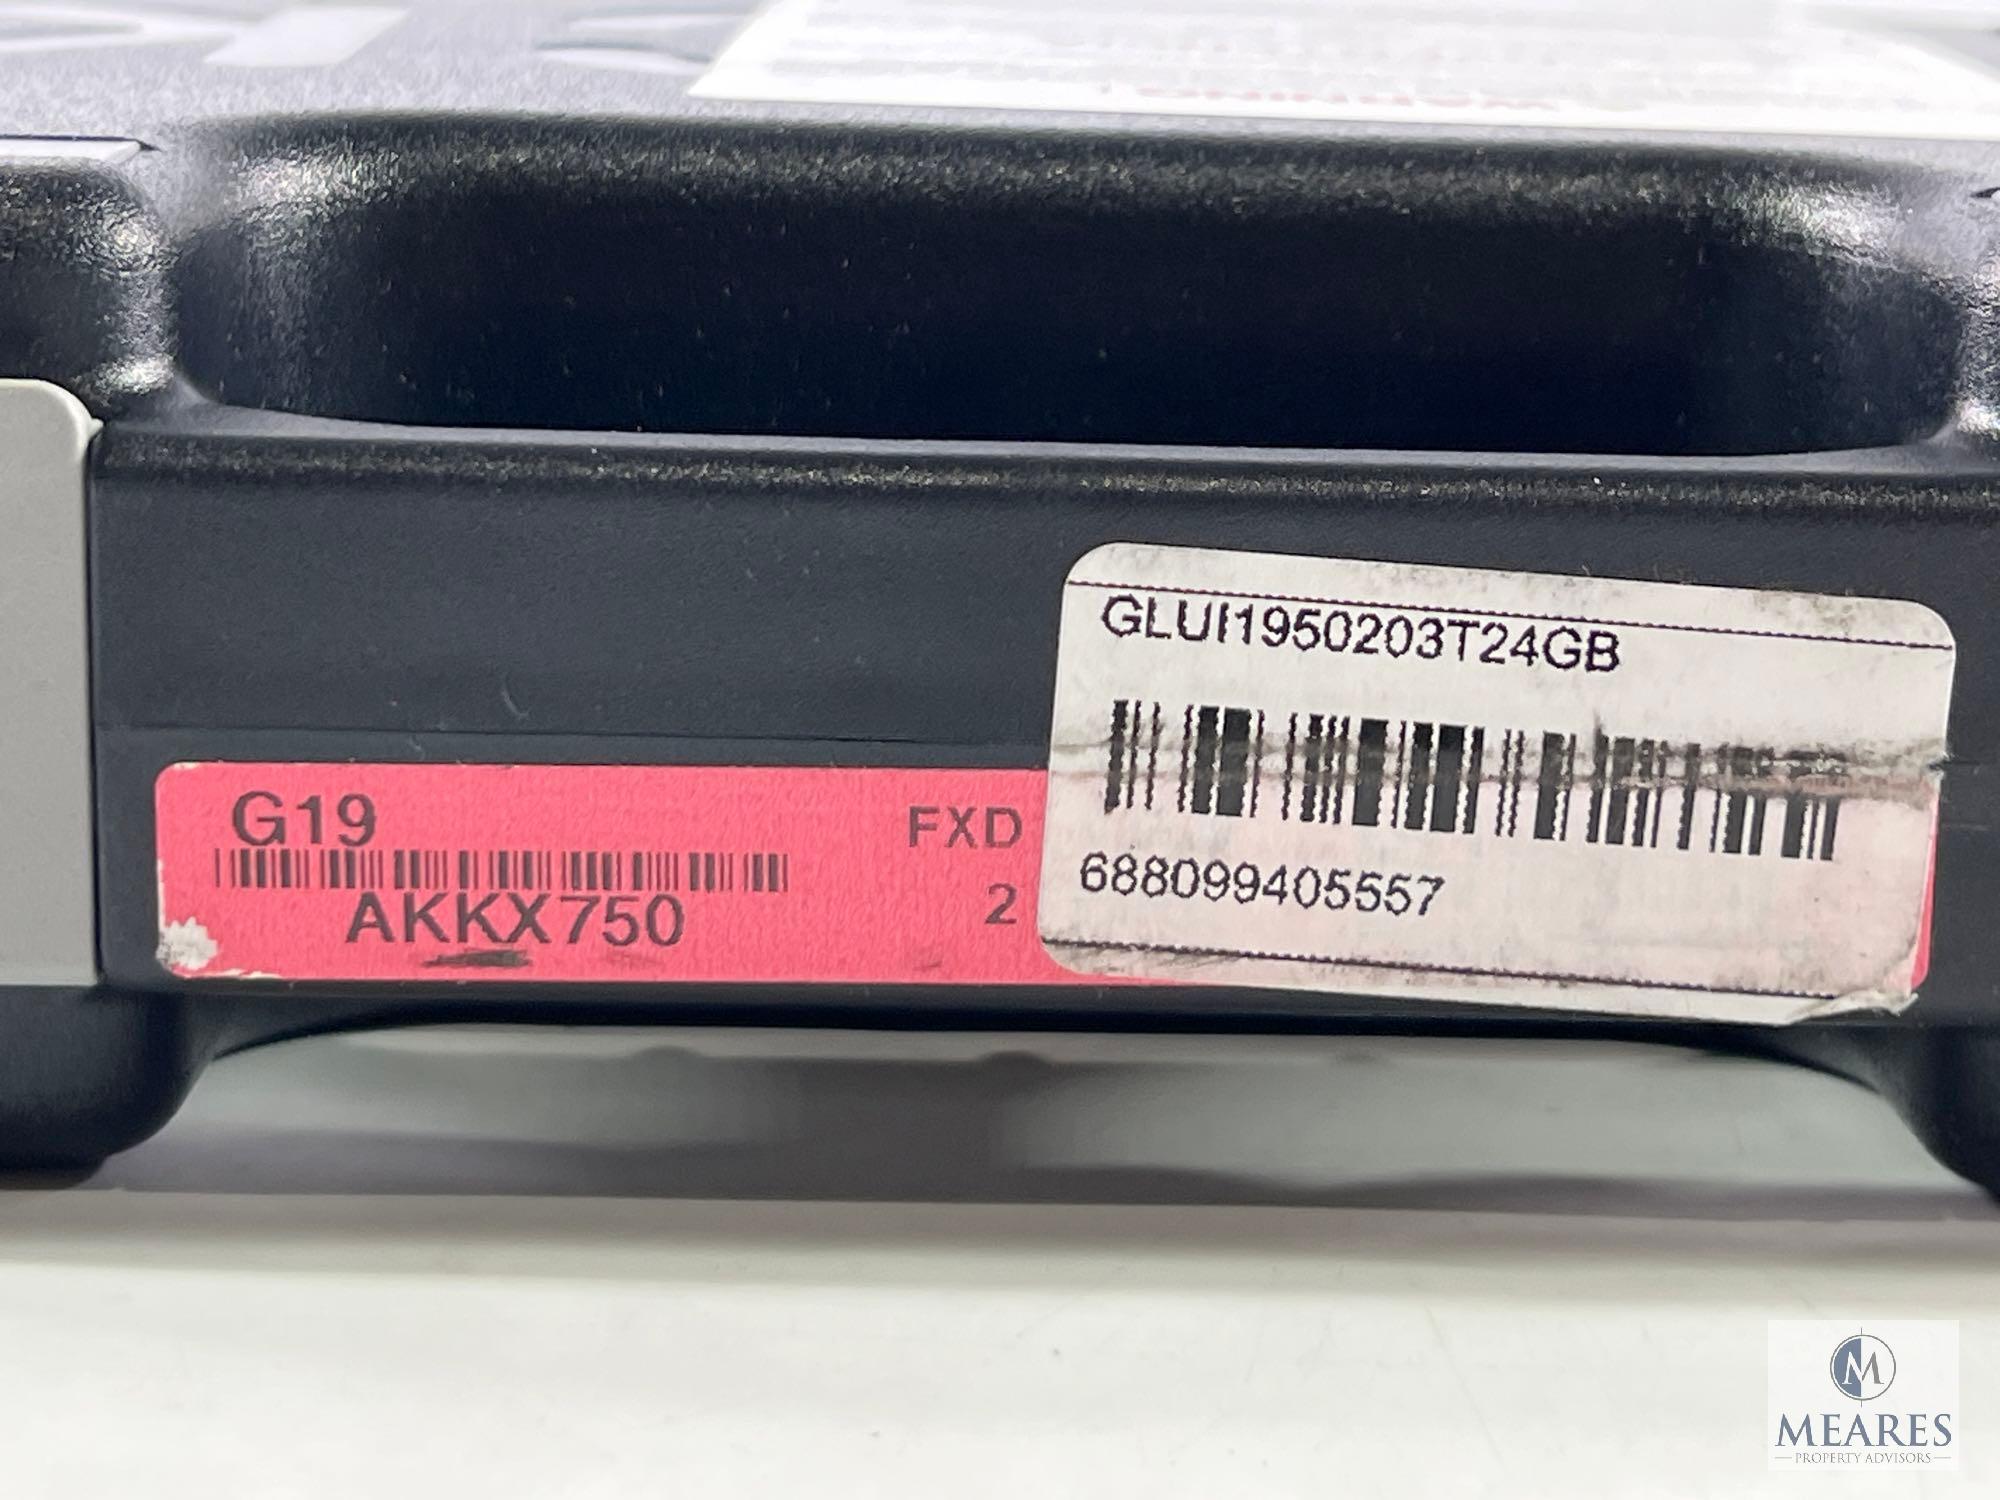 GLUI1950203T24GB
688099405557
G19
FXD
AKKX750
2
M
MEARES
PROPERTY ADVISORS